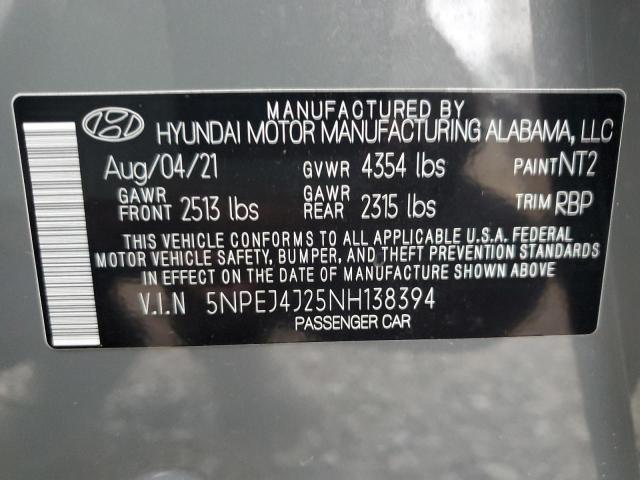 MANUFACTURED BY
HYUNDAI MOTOR MANUFACTURING ALABAMA, LLC
Aug/04/21 GVWR 4354 lbs PAINT NT2
GAWR FRONT 2513 lbs GAWR REAR 2315 lbs TRIM RBP
THIS VEHICLE CONFORMS TO ALL APPLICABLE U.S.A. FEDERAL
MOTOR VEHICLE SAFETY, BUMPER, AND THEFT PREVENTION
STANDARDS IN EFFECT ON THE DATE OF MANUFACTURE SHOWN ABOVE
V.I.N 5NPEJ4J25NH138394
PASSENGER CAR